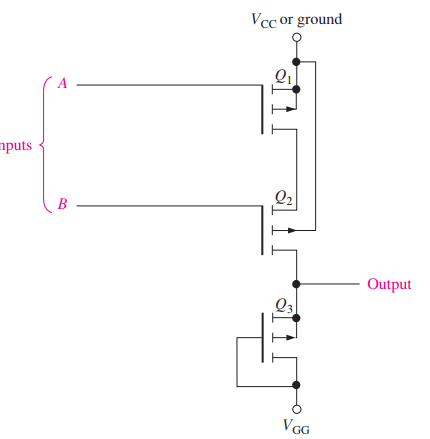 V_CC or ground
Q_1
A
nputs
B
Q_2
Output
Q_3
V_GG